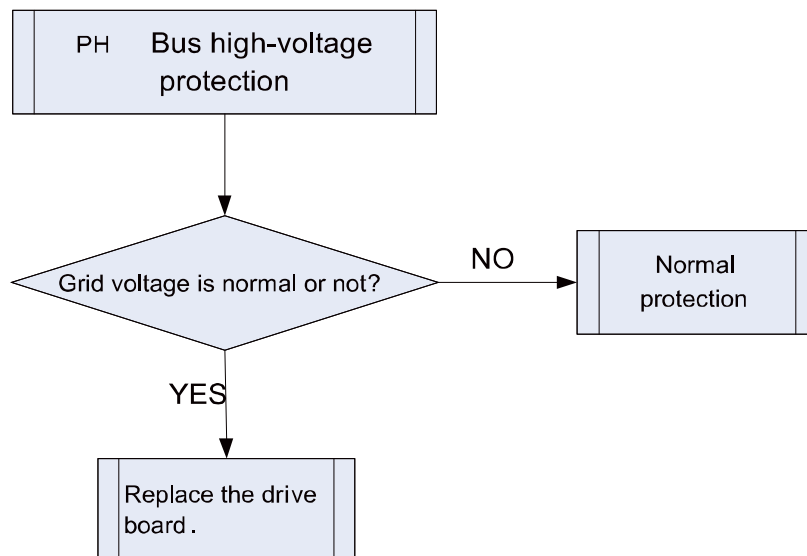 PH Bus high-voltage
protection
Grid voltage is normal or not?
NO
Normal
protection
YES
Replace the drive
board.